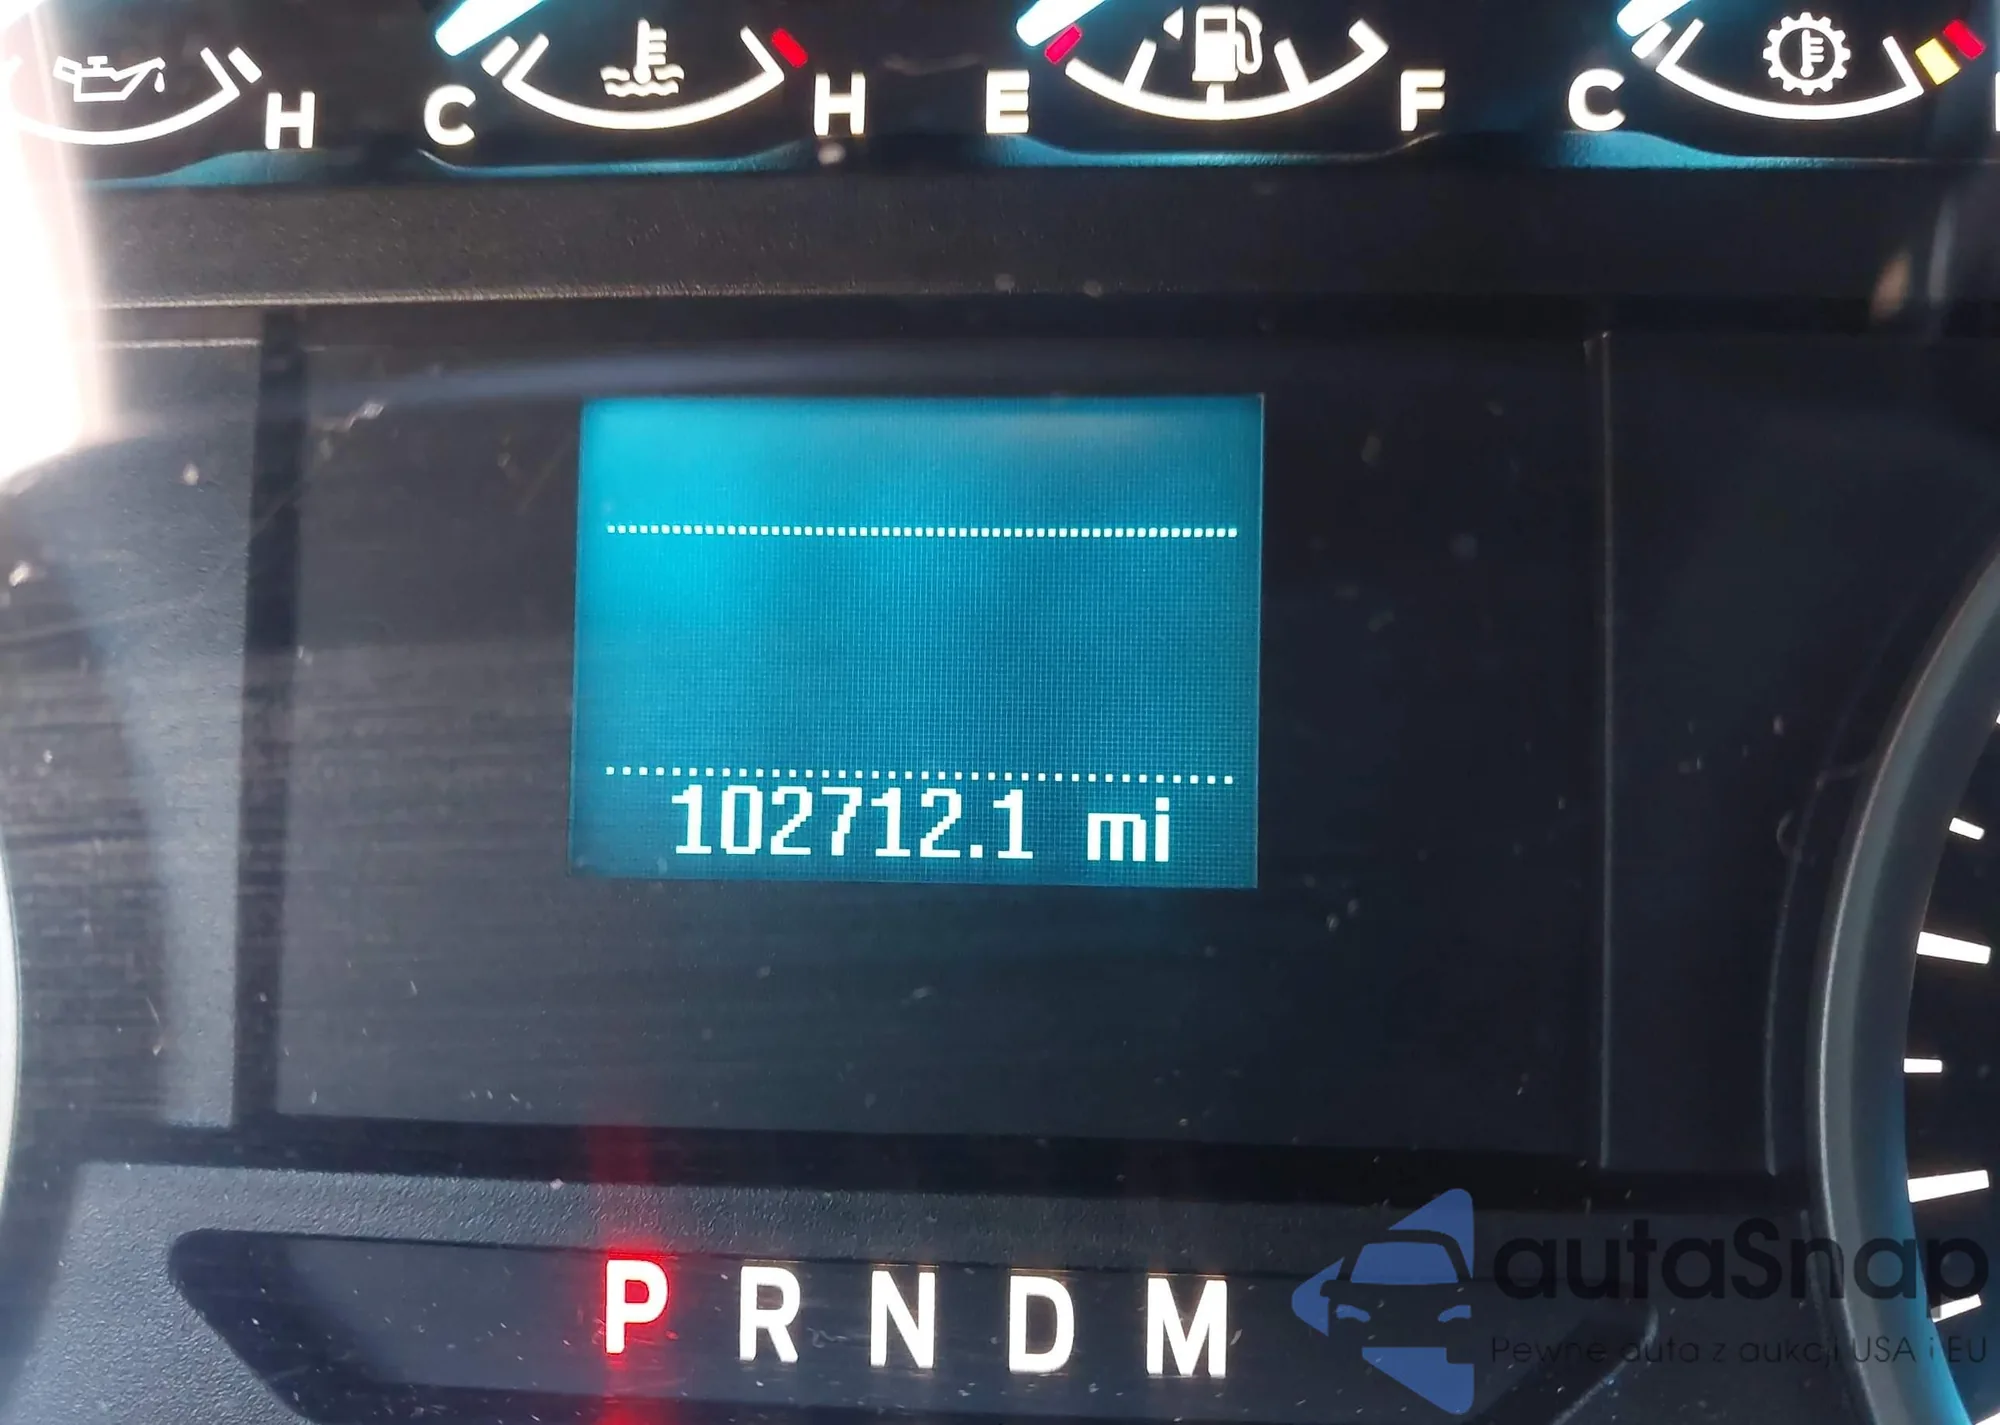 H C H E F C
102712.1 mi
P R N D M
autaSnap
Pewne auta z aukcji USA i EU